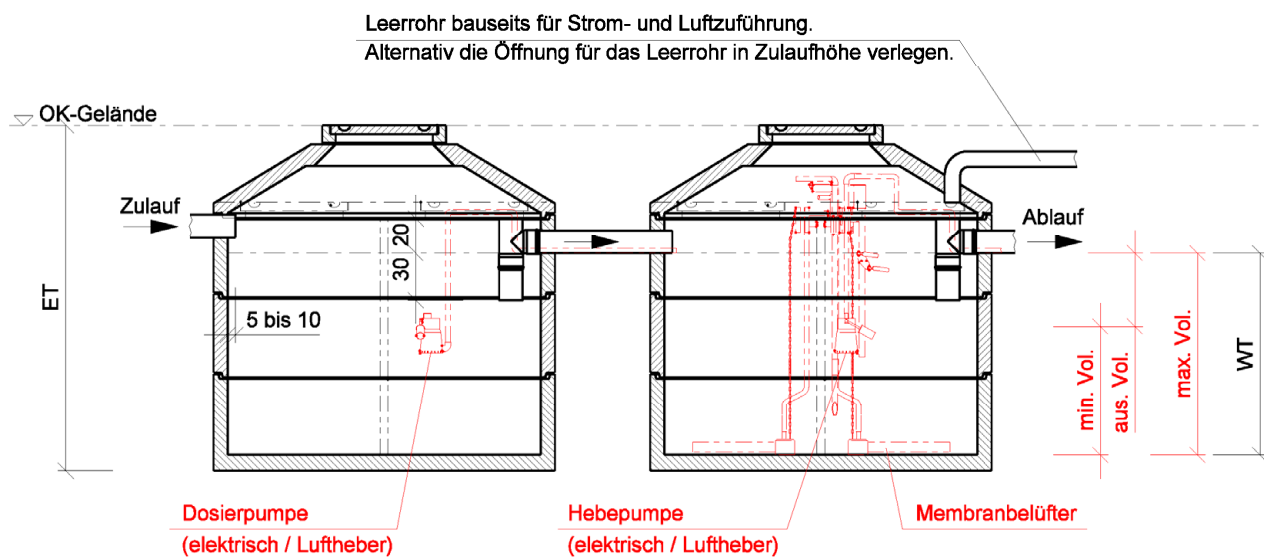 Leerrohr bauseits für Strom- und Luftzuführung.
Alternativ die Öffnung für das Leerrohr in Zulaufhöhe verlegen.
OK-Gelände
Zulauf
Ablauf
20
30
5 bis 10
ET
min. Vol.
aus. Vol.
max. Vol.
WT
Dosierpumpe
(elektrisch / Luftheber)
Hebepumpe
(elektrisch / Luftheber)
Membranbelüfter